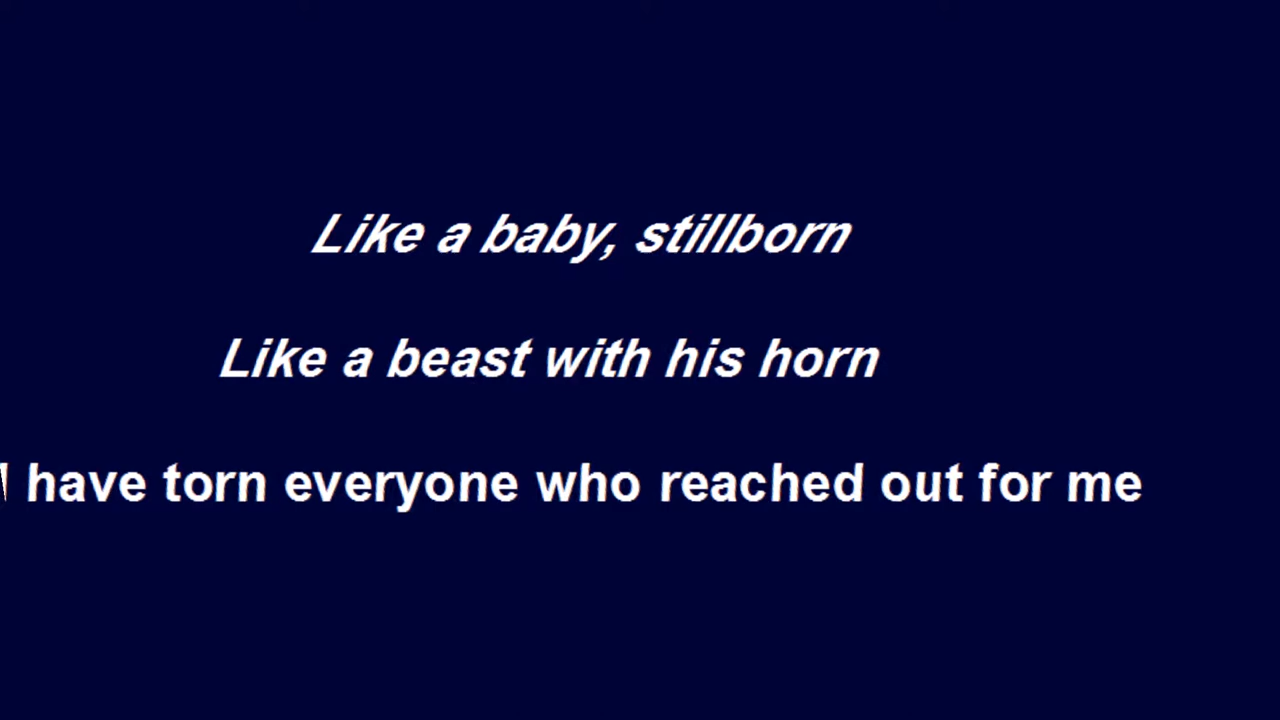 Like a baby, stillborn
Like a beast with his horn
I have torn everyone who reached out for me